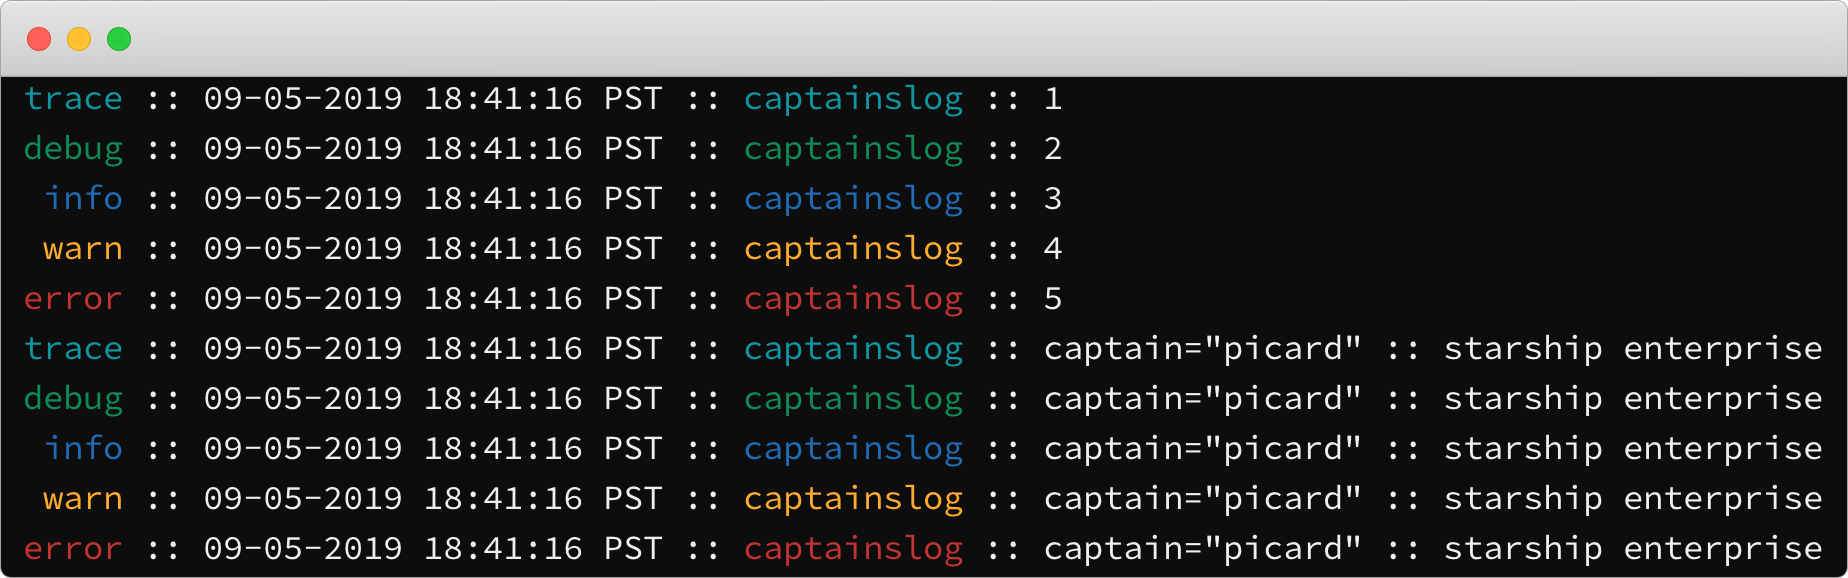 trace :: 09-05-2019 18:41:16 PST :: captainslog :: 1
debug :: 09-05-2019 18:41:16 PST :: captainslog :: 2
 info :: 09-05-2019 18:41:16 PST :: captainslog :: 3
 warn :: 09-05-2019 18:41:16 PST :: captainslog :: 4
error :: 09-05-2019 18:41:16 PST :: captainslog :: 5
trace :: 09-05-2019 18:41:16 PST :: captainslog :: captain="picard" :: starship enterprise
debug :: 09-05-2019 18:41:16 PST :: captainslog :: captain="picard" :: starship enterprise
 info :: 09-05-2019 18:41:16 PST :: captainslog :: captain="picard" :: starship enterprise
 warn :: 09-05-2019 18:41:16 PST :: captainslog :: captain="picard" :: starship enterprise
error :: 09-05-2019 18:41:16 PST :: captainslog :: captain="picard" :: starship enterprise